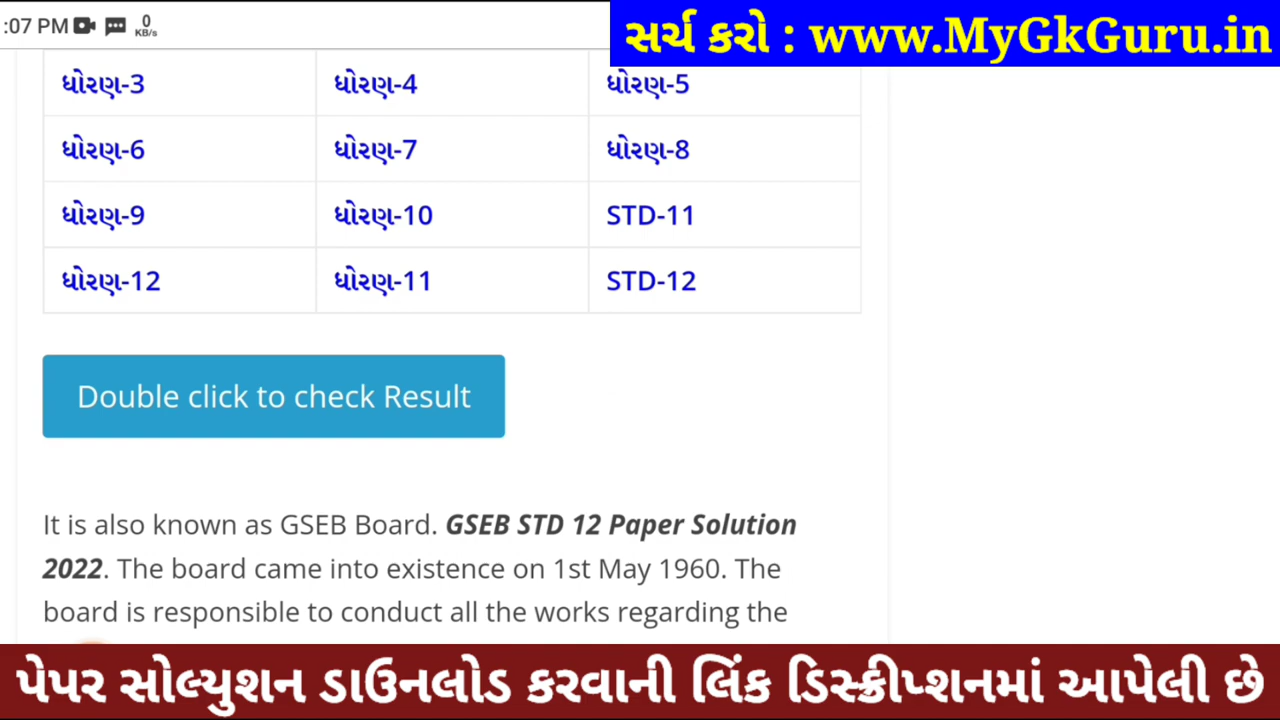 :07 PM 0 KB/s
સર્ચ કરો : www.MyGkGuru.in
ધોરણ-3 ધોરણ-4 ધોરણ-5
ધોરણ-6 ધોરણ-7 ધોરણ-8
ધોરણ-9 ધોરણ-10 STD-11
ધોરણ-12 ધોરણ-11 STD-12
Double click to check Result
It is also known as GSEB Board. GSEB STD 12 Paper Solution
2022. The board came into existence on 1st May 1960. The
board is responsible to conduct all the works regarding the
પેપર સોલ્યુશન ડાઉનલોડ કરવાની લિંક ડિસ્ક્રીપ્શનમાં આપેલી છે